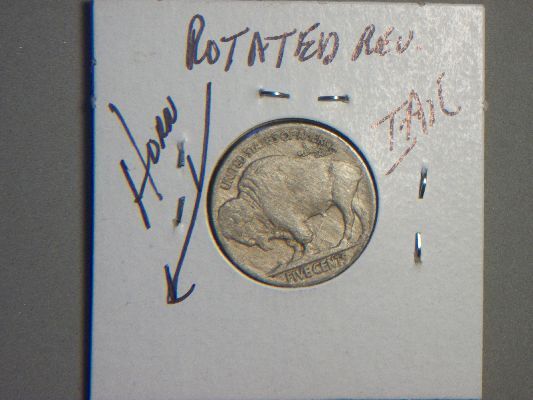 ROTATED REV.
HORN
TAIL
UNITED STATES OF AMERICA
FIVE CENTS